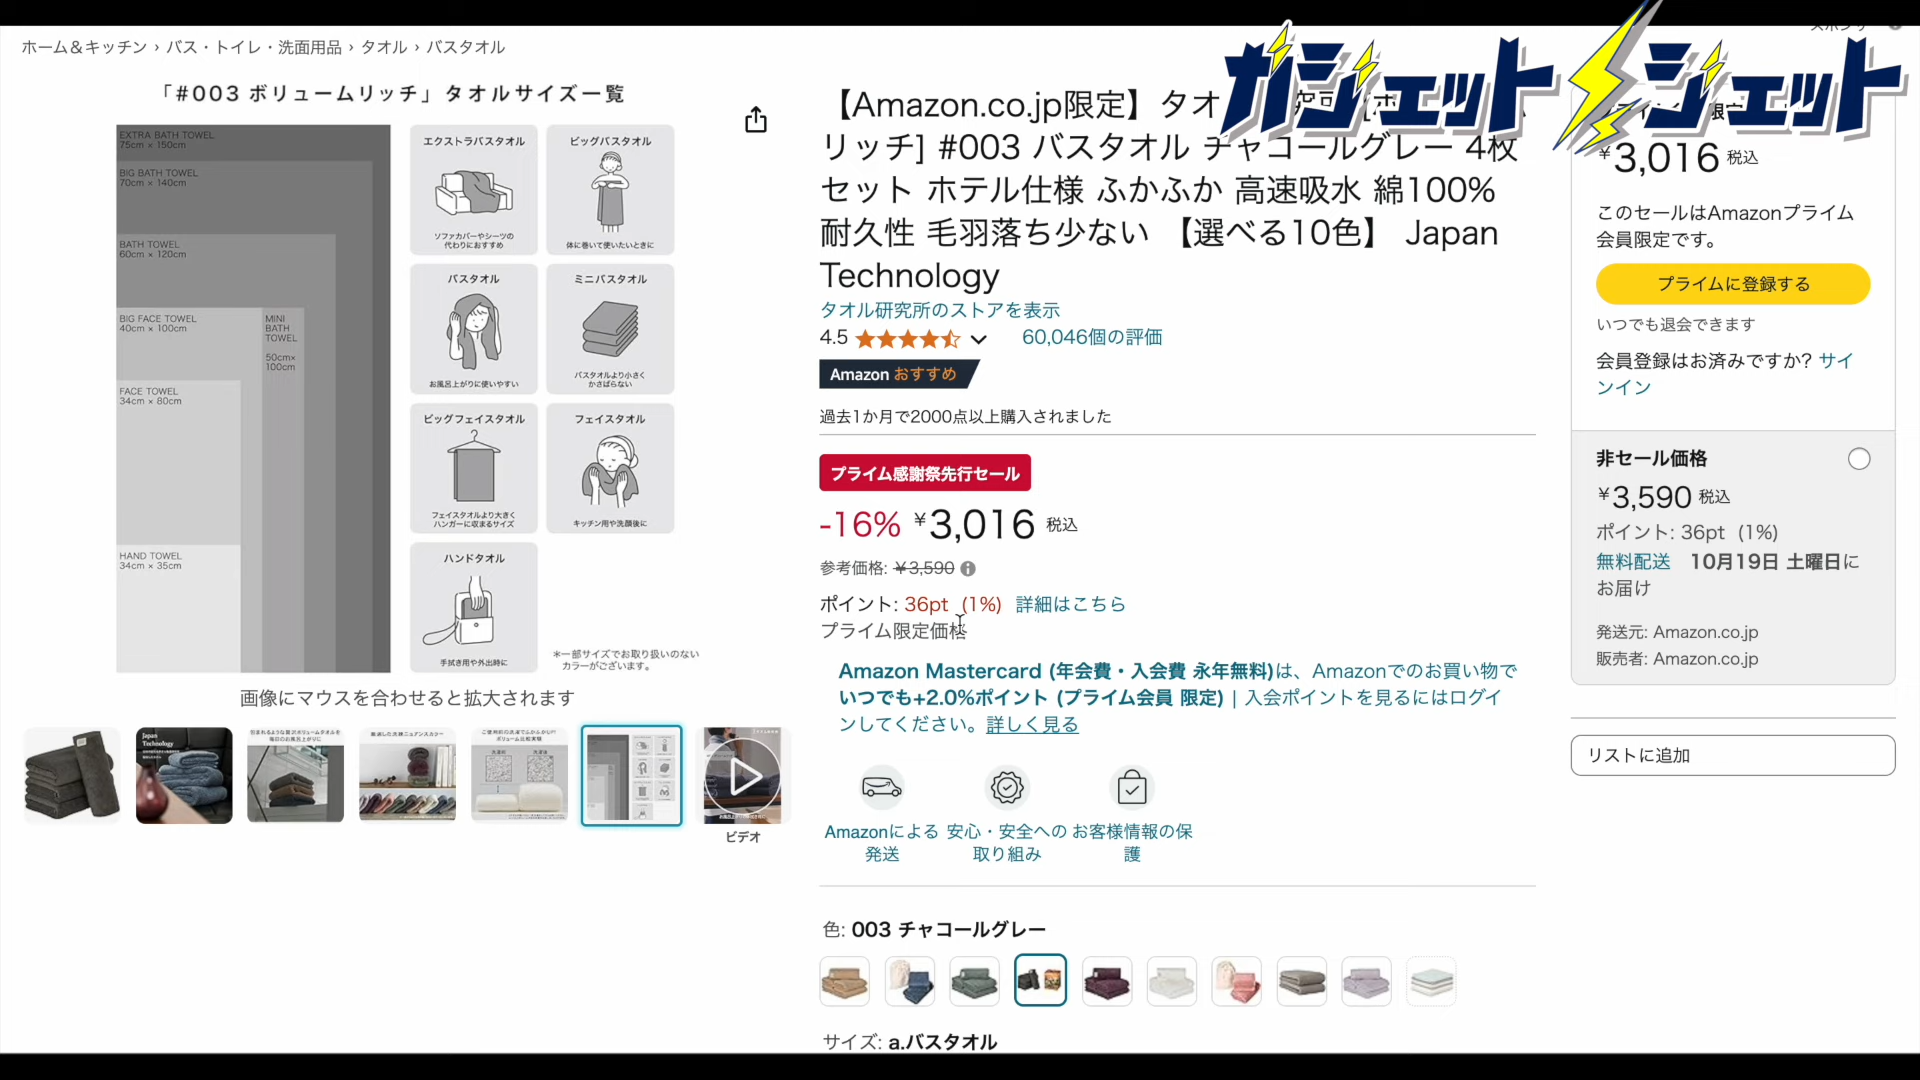 ホーム＆キッチン › バス・トイレ・洗面用品 › タオル › バスタオル
ガジェットジェット
「#003 ボリュームリッチ」タオルサイズ一覧
EXTRA BATH TOWEL
75cm × 150cm
BIG BATH TOWEL
70cm × 140cm
BATH TOWEL
60cm × 120cm
BIG FACE TOWEL
40cm × 100cm
MINI
BATH
TOWEL
50cm×
100cm
FACE TOWEL
34cm × 80cm
HAND TOWEL
34cm × 35cm
エクストラバスタオル
ソファカバーやシーツの
代わりにおすすめ
ビッグバスタオル
体に巻いて使いたいときに
バスタオル
お風呂上がりに使いやすい
ミニバスタオル
バスタオルより小さく
かさばらない
ビッグフェイスタオル
フェイスタオルより大きく
ハンガーに収まるサイズ
フェイスタオル
キッチン用や洗顔後に
ハンドタオル
手拭き用や外出時に
＊一部サイズでお取り扱いのない
カラーがございます。
画像にマウスを合わせると拡大されます
Japan
Technology
ビデオ
【Amazon.co.jp限定】タオ
リッチ] #003 バスタオル チャコールグレー 4枚
セット ホテル仕様 ふかふか 高速吸水 綿100%
耐久性 毛羽落ち少ない 【選べる10色】 Japan
Technology
タオル研究所のストアを表示
4.5 60,046個の評価
Amazon おすすめ
過去1か月で2000点以上購入されました
プライム感謝祭先行セール
-16% ￥3,016 税込
参考価格: ￥3,590
ポイント: 36pt (1%) 詳細はこちら
プライム限定価格
Amazon Mastercard (年会費・入会費 永年無料)は、Amazonでのお買い物で
いつでも+2.0%ポイント (プライム会員 限定) | 入会ポイントを見るにはログイ
ンしてください。詳しく見る
Amazonによる
発送
安心・安全への
取り組み
お客様情報の保
護
色: 003 チャコールグレー
サイズ: a.バスタオル
￥3,016 税込
このセールはAmazonプライム
会員限定です。
プライムに登録する
いつでも退会できます
会員登録はお済みですか? サイ
ンイン
非セール価格
￥3,590 税込
ポイント: 36pt (1%)
無料配送 10月19日 土曜日に
お届け
発送元: Amazon.co.jp
販売者: Amazon.co.jp
リストに追加